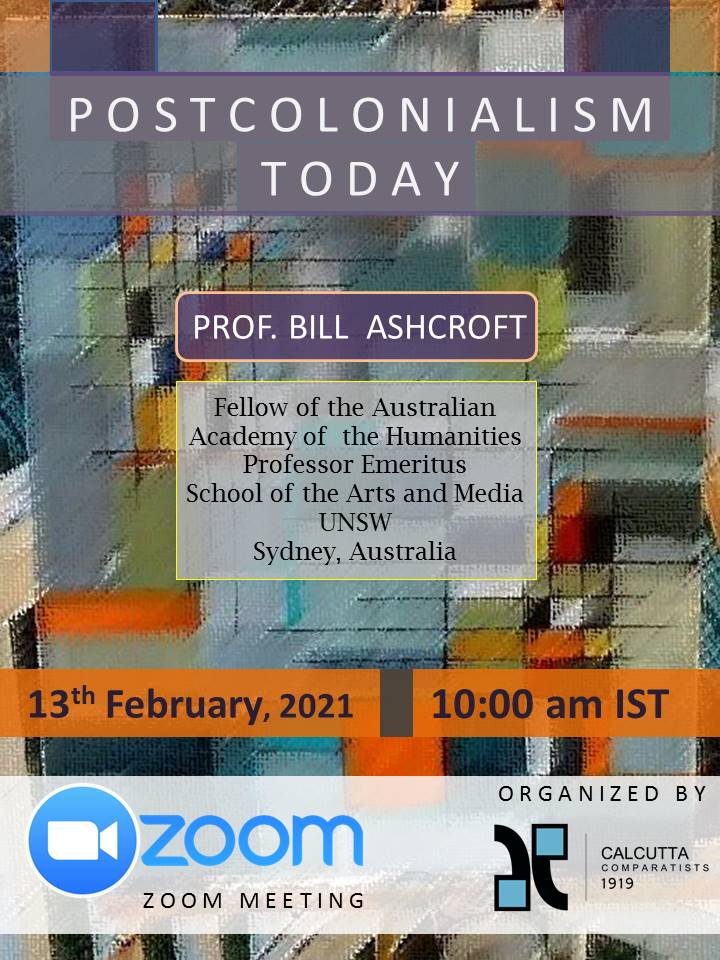 POSTCOLONIALISM
TODAY
PROF. BILL ASHCROFT
Fellow of the Australian
Academy of the Humanities
Professor Emeritus
School of the Arts and Media
UNSW
Sydney, Australia
13th February, 2021
10:00 am IST
zoom
ZOOM MEETING
ORGANIZED BY
CALCUTTA
COMPARATISTS
1919